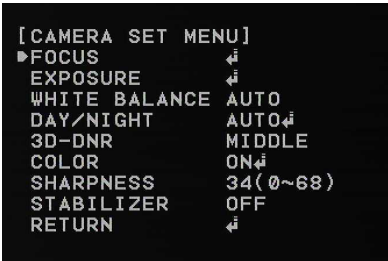 [CAMERA SET MENU]
►FOCUS ↲
EXPOSURE ↲
WHITE BALANCE AUTO
DAY/NIGHT AUTO↲
3D-DNR MIDDLE
COLOR ON↲
SHARPNESS 34(0~68)
STABILIZER OFF
RETURN ↲